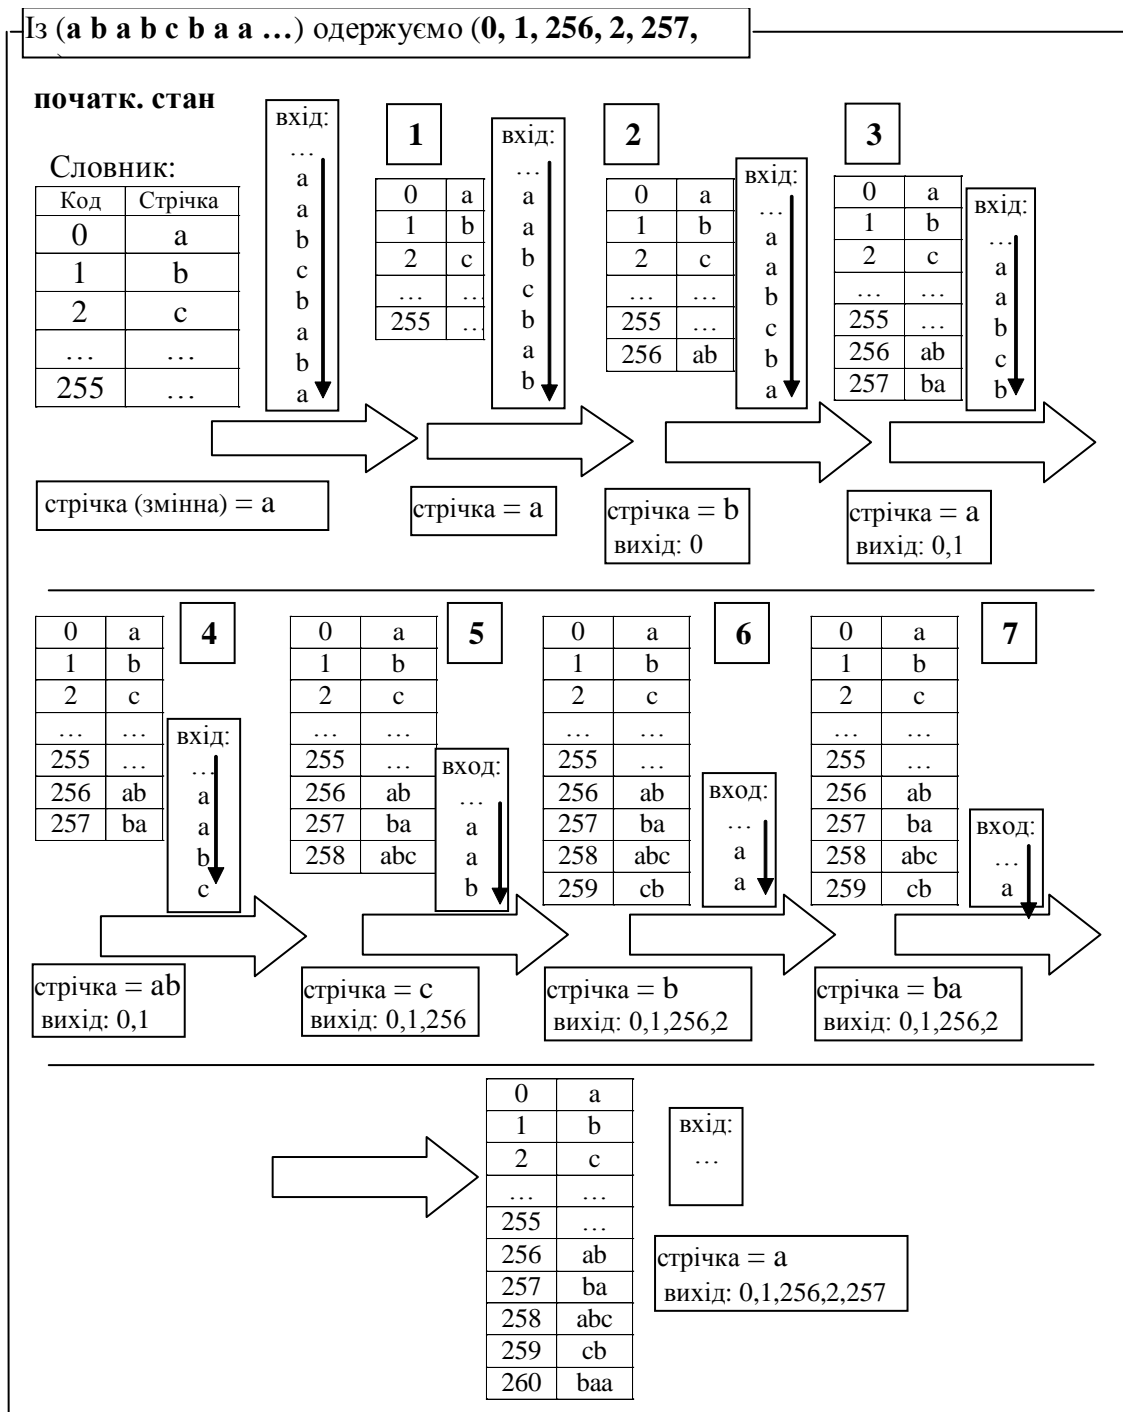 Із (a b a b c b a a …) одержуємо (0, 1, 256, 2, 257,
початк. стан
Словник:
Код Стрічка
0 a
1 b
2 c
… …
255 …
вхід:
…
a
a
b
c
b
a
b
a
стрічка (змінна) = a
1
0 a
1 b
2 c
… …
255 …
вхід:
…
a
a
b
c
b
a
b
стрічка = a
2
0 a
1 b
2 c
… …
255 …
256 ab
вхід:
…
a
a
b
c
b
a
стрічка = b
вихід: 0
3
0 a
1 b
2 c
… …
255 …
256 ab
257 ba
вхід:
…
a
a
b
c
b
стрічка = a
вихід: 0,1
4
0 a
1 b
2 c
… …
255 …
256 ab
257 ba
вхід:
…
a
a
b
c
стрічка = ab
вихід: 0,1
5
0 a
1 b
2 c
… …
255 …
256 ab
257 ba
258 abc
вход:
…
a
a
b
стрічка = c
вихід: 0,1,256
6
0 a
1 b
2 c
… …
255 …
256 ab
257 ba
258 abc
259 cb
вход:
…
a
a
стрічка = b
вихід: 0,1,256,2
7
0 a
1 b
2 c
… …
255 …
256 ab
257 ba
258 abc
259 cb
вход:
…
a
стрічка = ba
вихід: 0,1,256,2
0 a
1 b
2 c
… …
255 …
256 ab
257 ba
258 abc
259 cb
260 baa
вхід:
…
стрічка = a
вихід: 0,1,256,2,257